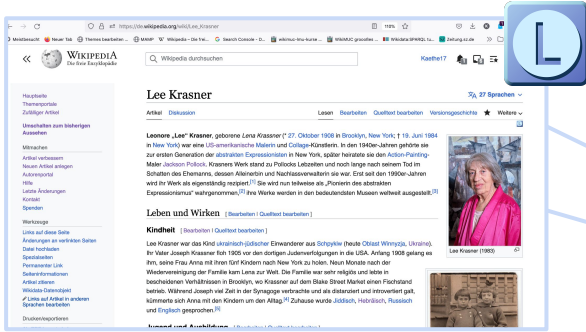 https://de.wikipedia.org/wiki/Lee_Krasner
110%
Meistbesucht Neuer Tab Themes bearbeiten ... MAMP Wikipedia – Die frei... G Search Console - D...
Wikidata:SPARQL tu... Zeitung.sz.de
WIKIPEDIA
Die freie Enzyklopädie
Wikipedia durchsuchen
Kaethe17
L
Lee Krasner
27 Sprachen
Artikel Diskussion Lesen Bearbeiten Quelltext bearbeiten Versionsgeschichte Weitere
Hauptseite
Themenportale
Zufälliger Artikel
Umschalten zum bisherigen
Aussehen
Mitmachen
Artikel verbessern
Neuen Artikel anlegen
Autorenportal
Hilfe
Letzte Änderungen
Kontakt
Spenden
Werkzeuge
Links auf diese Seite
Änderungen an verlinkten Seiten
Datei hochladen
Spezialseiten
Permanenter Link
Seiteninformationen
Artikel zitieren
Wikidata-Datenobjekt
Links auf Artikel in anderen
Sprachen bearbeiten
Drucken/exportieren
Leonore „Lee“ Krasner, geborene Lena Krasner (* 27. Oktober 1908 in Brooklyn, New York; † 19. Juni 1984
in New York) war eine US-amerikanische Malerin und Collage-Künstlerin. In den 1940er-Jahren gehörte sie
zur ersten Generation der abstrakten Expressionisten in New York, später heiratete sie den Action-Painting-
Maler Jackson Pollock. Krasners Werk stand zu Pollocks Lebzeiten und noch lange nach seinem Tod im
Schatten des Ehemanns, dessen Alleinerbin und Nachlassverwalterin sie war. Erst seit den 1990er-Jahren
wird ihr Werk als eigenständig rezipiert.[1] Sie wird nun teilweise als „Pionierin des abstrakten
Expressionismus“ wahrgenommen,[2] ihre Werke werden in den bedeutendsten Museen weltweit ausgestellt.[3]
Leben und Wirken [ Bearbeiten | Quelltext bearbeiten ]
Kindheit [ Bearbeiten | Quelltext bearbeiten ]
Lee Krasner war das Kind ukrainisch-jüdischer Einwanderer aus Schpykiw (heute Oblast Winnyzja, Ukraine).
Ihr Vater Joseph Krasner floh 1905 vor den dortigen Judenverfolgungen in die USA. Anfang 1908 gelang es
ihm, seine Frau Anna mit ihren fünf Kindern nach New York zu holen. Neun Monate nach der
Wiedervereinigung der Familie kam Lena zur Welt. Die Familie war sehr religiös und lebte in
bescheidenen Verhältnissen in Brooklyn, wo Krasner auf dem Blake Street Market einen Fischstand
betrieb. Während Joseph viel Zeit in der Synagoge verbrachte und als distanziert und introvertiert galt,
kümmerte sich Anna mit den Kindern um den Alltag.[4] Zuhause wurde Jiddisch, Hebräisch, Russisch
und Englisch gesprochen.[5]
Jugend und Ausbildung [ Bearbeiten | Quelltext bearbeiten ]
Lee Krasner (1983)